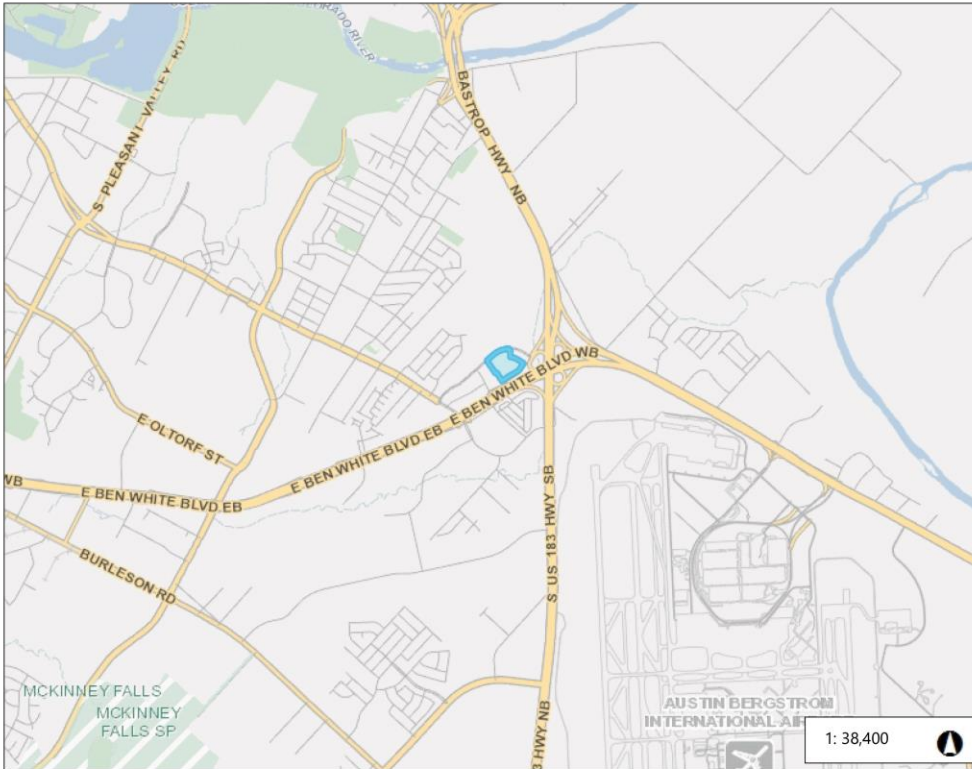 ORADO RIVER
S PLEASANT VALLEY RD
BASTROP HWY NB
E BEN WHITE BLVD WB
E BEN WHITE BLVD EB
E OLTORF ST
E BEN WHITE BLVD EB
WB
E BEN WHITE BLVD EB
S US 183 HWY SB
BURLESON RD
MCKINNEY FALLS
MCKINNEY
FALLS SP
3 HWY NB
AUSTIN BERGSTROM
INTERNATIONAL AIR
1: 38,400